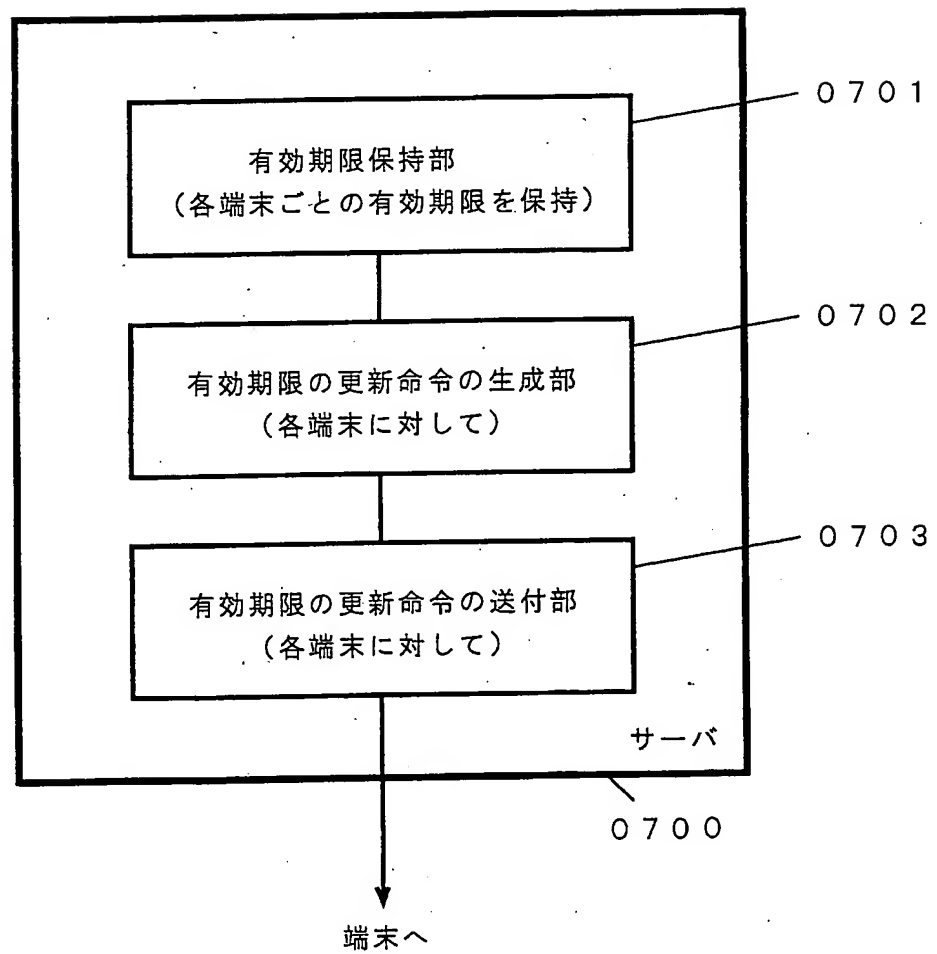 0701
有効期限保持部
（各端末ごとの有効期限を保持）
0702
有効期限の更新命令の生成部
（各端末に対して）
0703
有効期限の更新命令の送付部
（各端末に対して）
サーバ
0700
端末へ